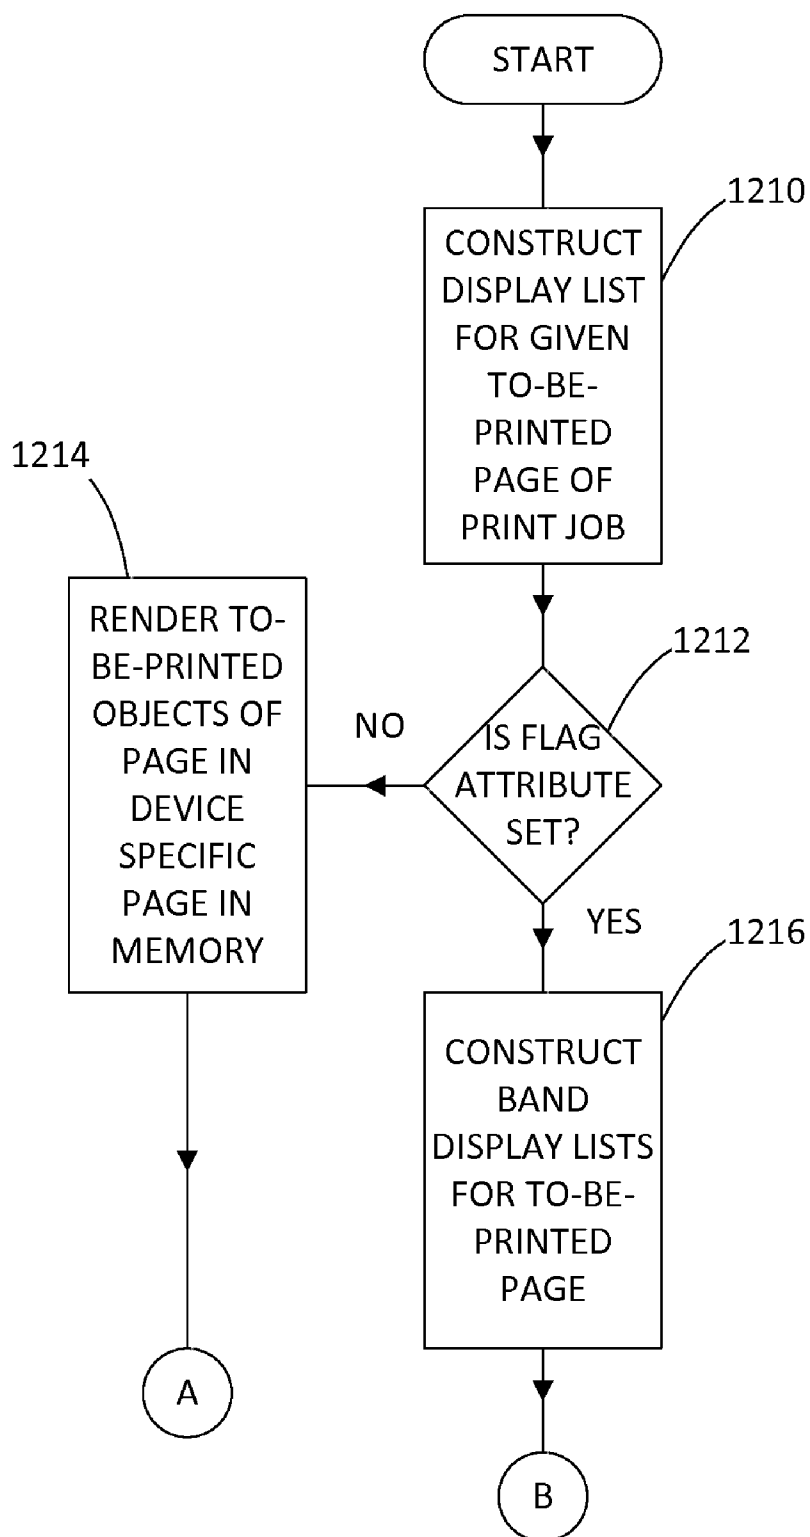 START
1210
CONSTRUCT
DISPLAY LIST
FOR GIVEN
TO-BE-
PRINTED
PAGE OF
PRINT JOB
1212
IS FLAG
ATTRIBUTE
SET?
NO
YES
1214
RENDER TO-
BE-PRINTED
OBJECTS OF
PAGE IN
DEVICE
SPECIFIC
PAGE IN
MEMORY
1216
CONSTRUCT
BAND
DISPLAY LISTS
FOR TO-BE-
PRINTED
PAGE
A
B